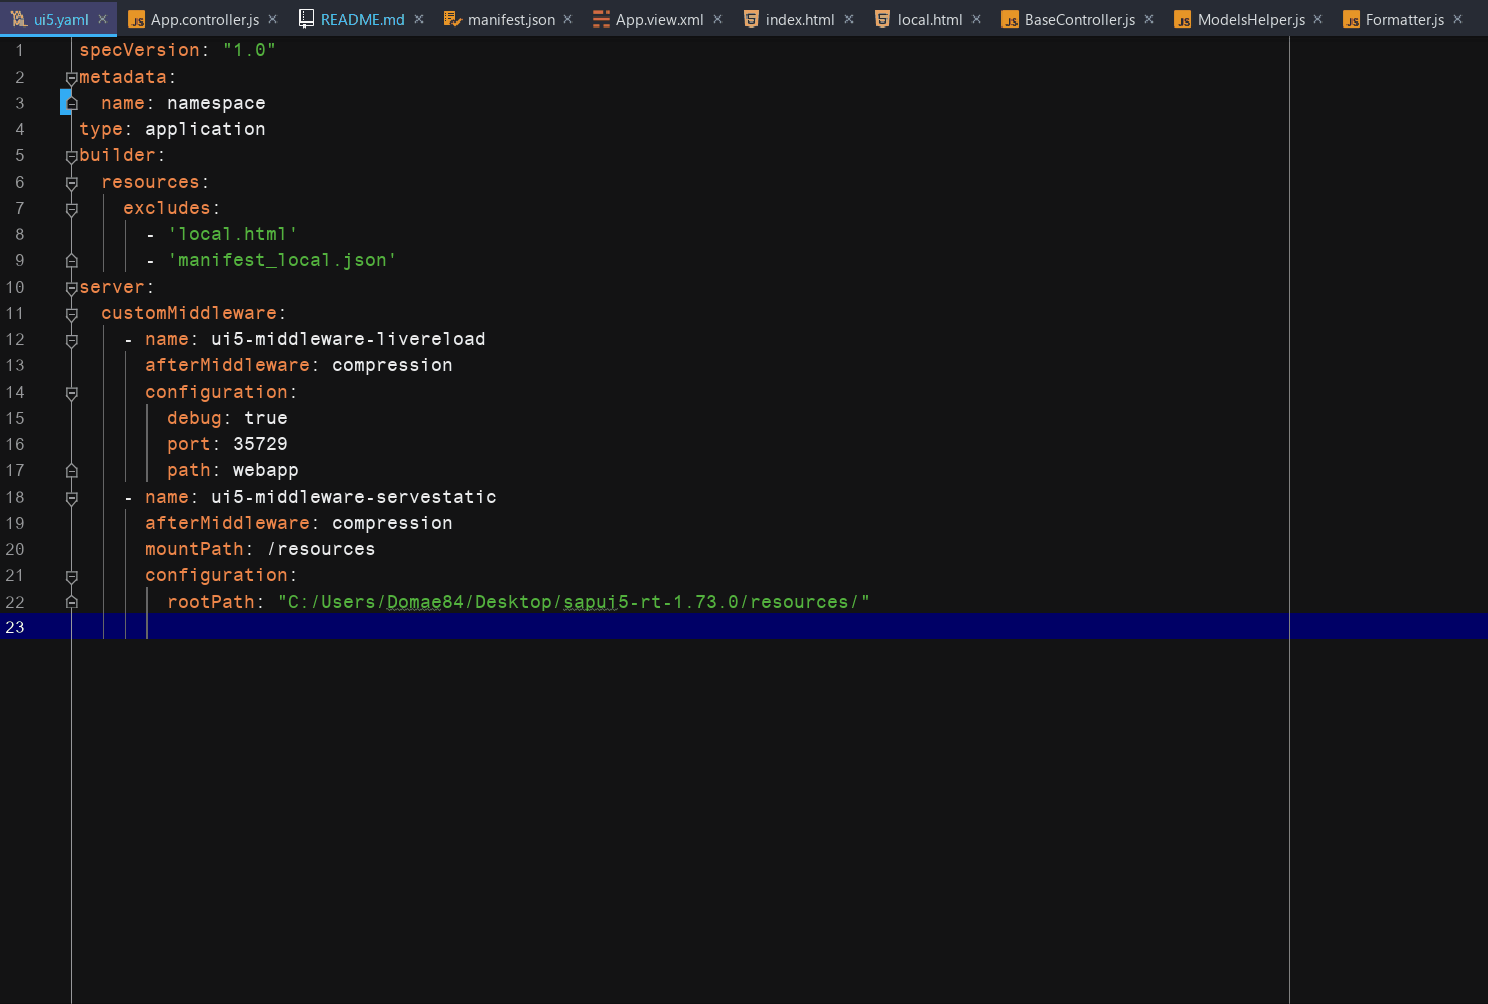 ui5.yaml App.controller.js README.md manifest.json App.view.xml index.html local.html BaseController.js ModelsHelper.js Formatter.js
1 specVersion: "1.0"
2 metadata:
3   name: namespace
4 type: application
5 builder:
6   resources:
7     excludes:
8       - 'local.html'
9       - 'manifest_local.json'
10 server:
11   customMiddleware:
12     - name: ui5-middleware-livereload
13       afterMiddleware: compression
14       configuration:
15         debug: true
16         port: 35729
17         path: webapp
18     - name: ui5-middleware-servestatic
19       afterMiddleware: compression
20       mountPath: /resources
21       configuration:
22         rootPath: "C:/Users/Domae84/Desktop/sapui5-rt-1.73.0/resources/"
23